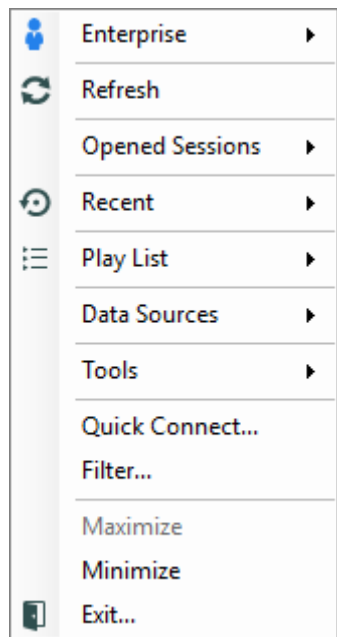 Enterprise
Refresh
Opened Sessions
Recent
Play List
Data Sources
Tools
Quick Connect...
Filter...
Maximize
Minimize
Exit...